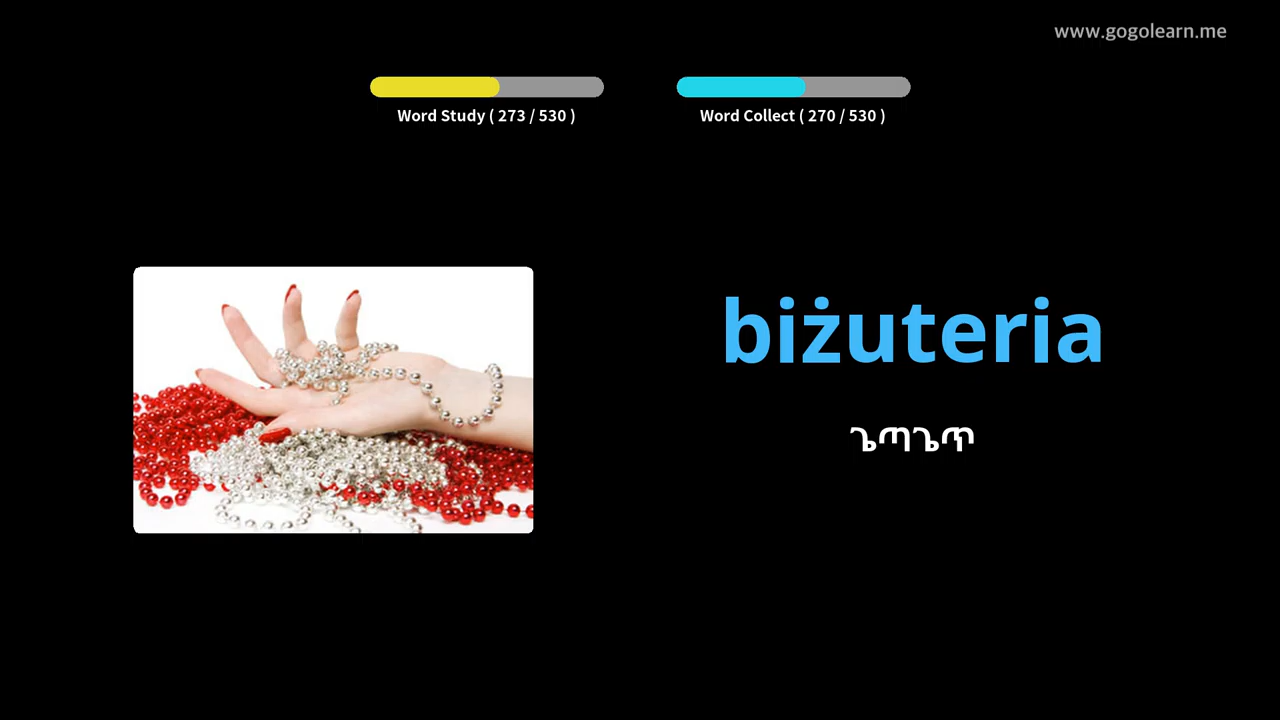 www.gogolearn.me
Word Study ( 273 / 530 )
Word Collect ( 270 / 530 )
biżuteria
ጌጣጌጥ